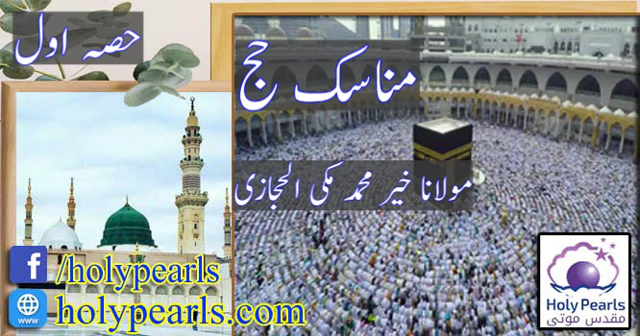 حصہ اول
مناسک حج
مولانا خیر محمد مکی الحجازی
/holypearls
holypearls.com
Holy Pearls
مقدس موتی